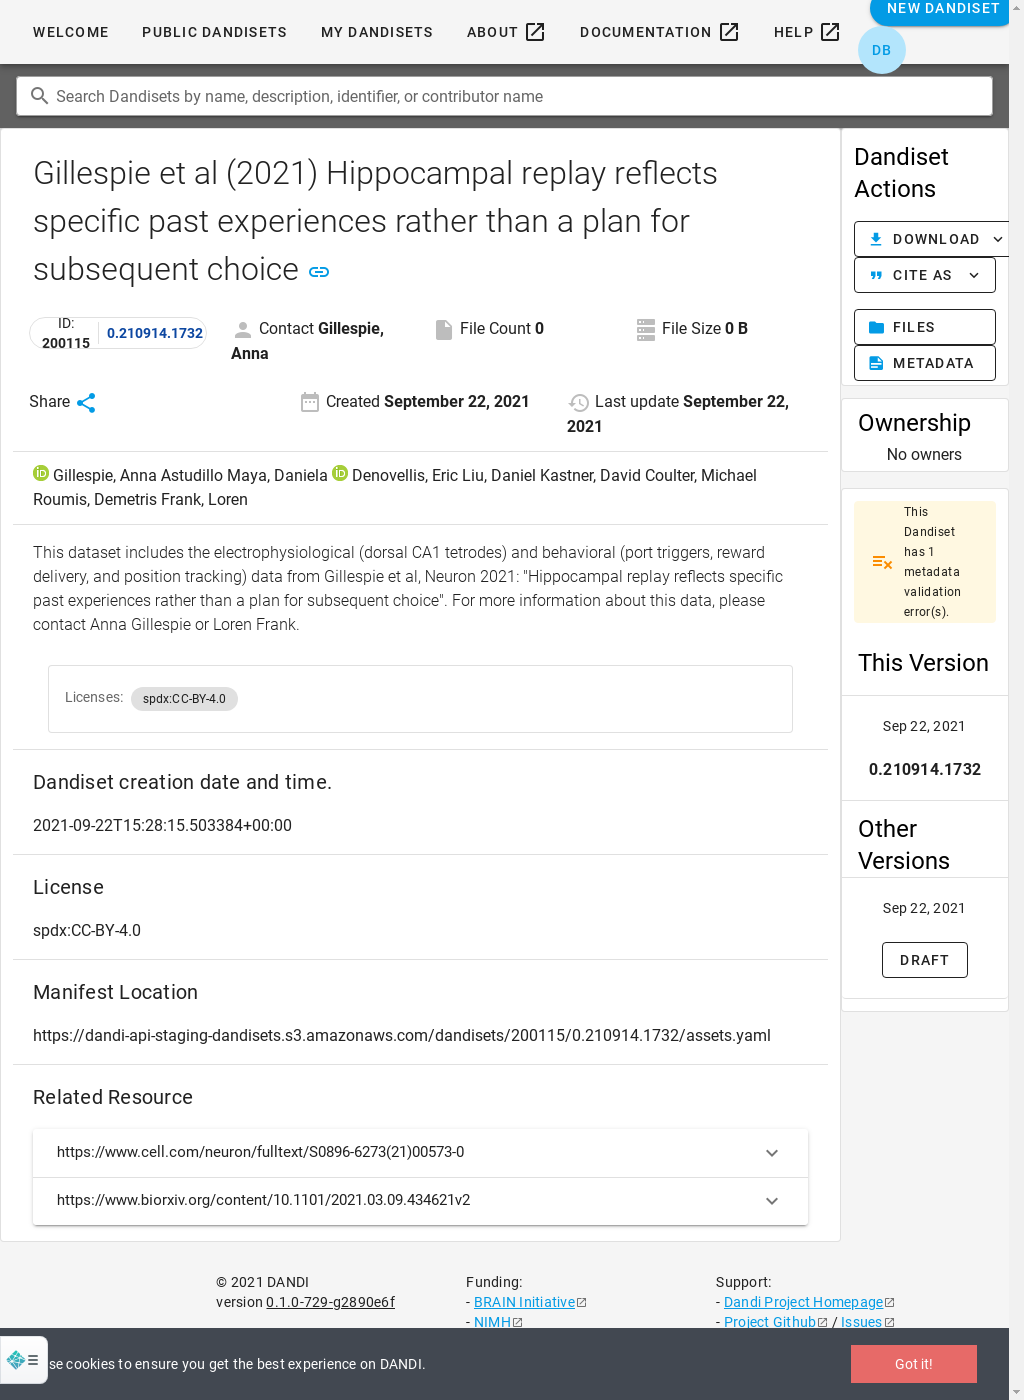 WELCOME PUBLIC DANDISETS MY DANDISETS ABOUT DOCUMENTATION HELP NEW DANDISET
DB
Search Dandisets by name, description, identifier, or contributor name
Gillespie et al (2021) Hippocampal replay reflects
specific past experiences rather than a plan for
subsequent choice
ID:
200115
0.210914.1732
Contact Gillespie,
Anna
File Count 0
File Size 0 B
Share
Created September 22, 2021
Last update September 22,
2021
Gillespie, Anna Astudillo Maya, Daniela Denovellis, Eric Liu, Daniel Kastner, David Coulter, Michael
Roumis, Demetris Frank, Loren
This dataset includes the electrophysiological (dorsal CA1 tetrodes) and behavioral (port triggers, reward
delivery, and position tracking) data from Gillespie et al, Neuron 2021: "Hippocampal replay reflects specific
past experiences rather than a plan for subsequent choice". For more information about this data, please
contact Anna Gillespie or Loren Frank.
Licenses: spdx:CC-BY-4.0
Dandiset creation date and time.
2021-09-22T15:28:15.503384+00:00
License
spdx:CC-BY-4.0
Manifest Location
https://dandi-api-staging-dandisets.s3.amazonaws.com/dandisets/200115/0.210914.1732/assets.yaml
Related Resource
https://www.cell.com/neuron/fulltext/S0896-6273(21)00573-0
https://www.biorxiv.org/content/10.1101/2021.03.09.434621v2
Dandiset
Actions
DOWNLOAD
CITE AS
FILES
METADATA
Ownership
No owners
This
Dandiset
has 1
metadata
validation
error(s).
This Version
Sep 22, 2021
0.210914.1732
Other
Versions
Sep 22, 2021
DRAFT
© 2021 DANDI
version 0.1.0-729-g2890e6f
Funding:
- BRAIN Initiative
- NIMH
Support:
- Dandi Project Homepage
- Project Github / Issues
se cookies to ensure you get the best experience on DANDI.
Got it!